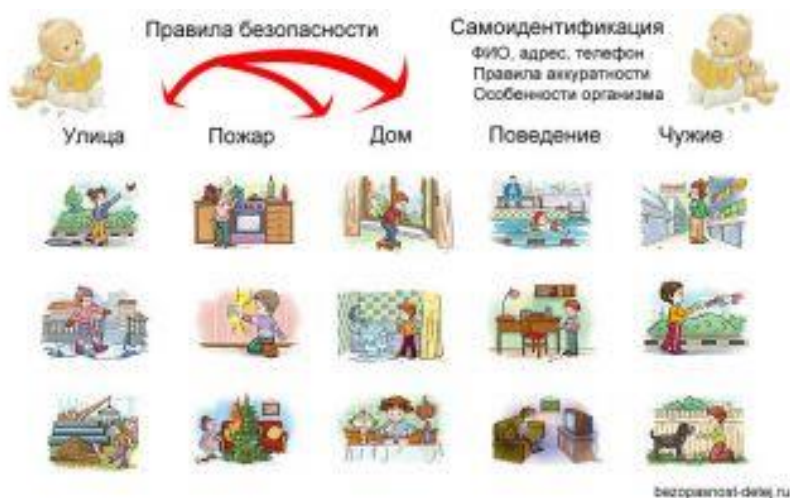 Правила безопасности
Самоидентификация
ФИО, адрес, телефон
Правила аккуратности
Особенности организма
Улица
Пожар
Дом
Поведение
Чужие
bezopasnost-detej.ru